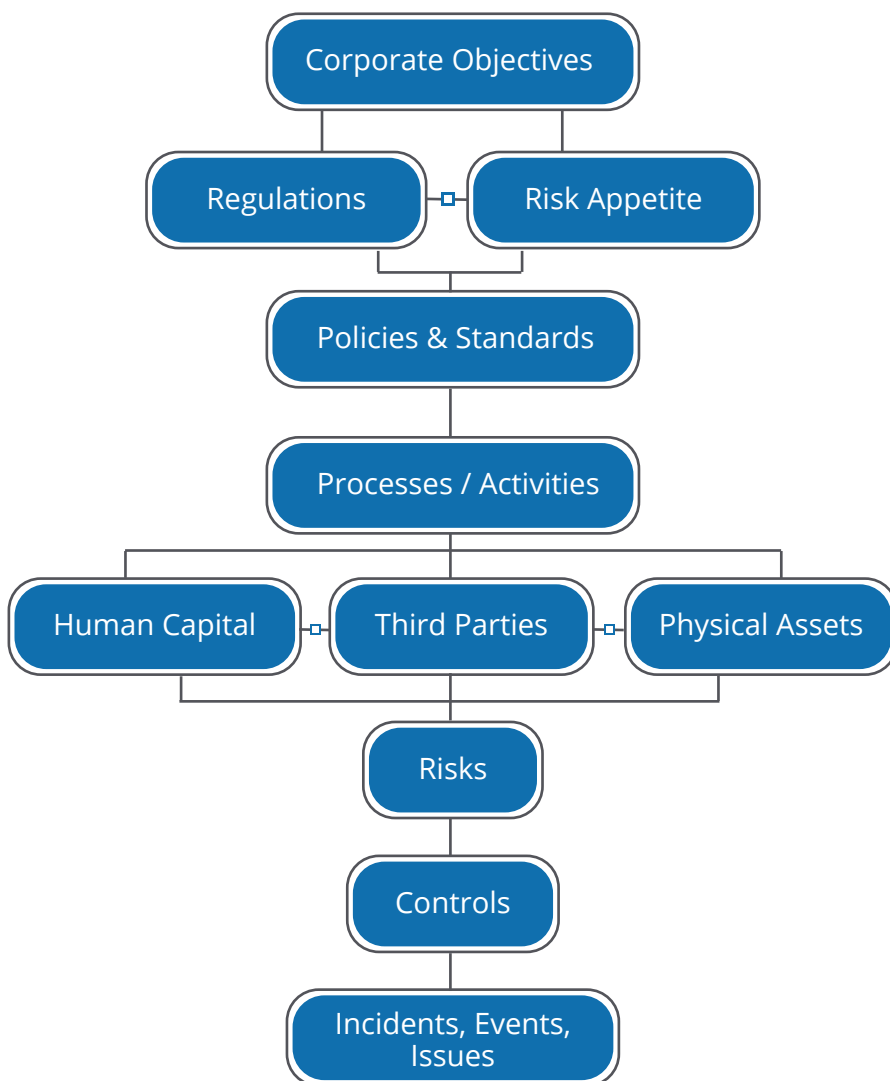 Corporate Objectives
Regulations
Risk Appetite
Policies & Standards
Processes / Activities
Human Capital
Third Parties
Physical Assets
Risks
Controls
Incidents, Events,
Issues